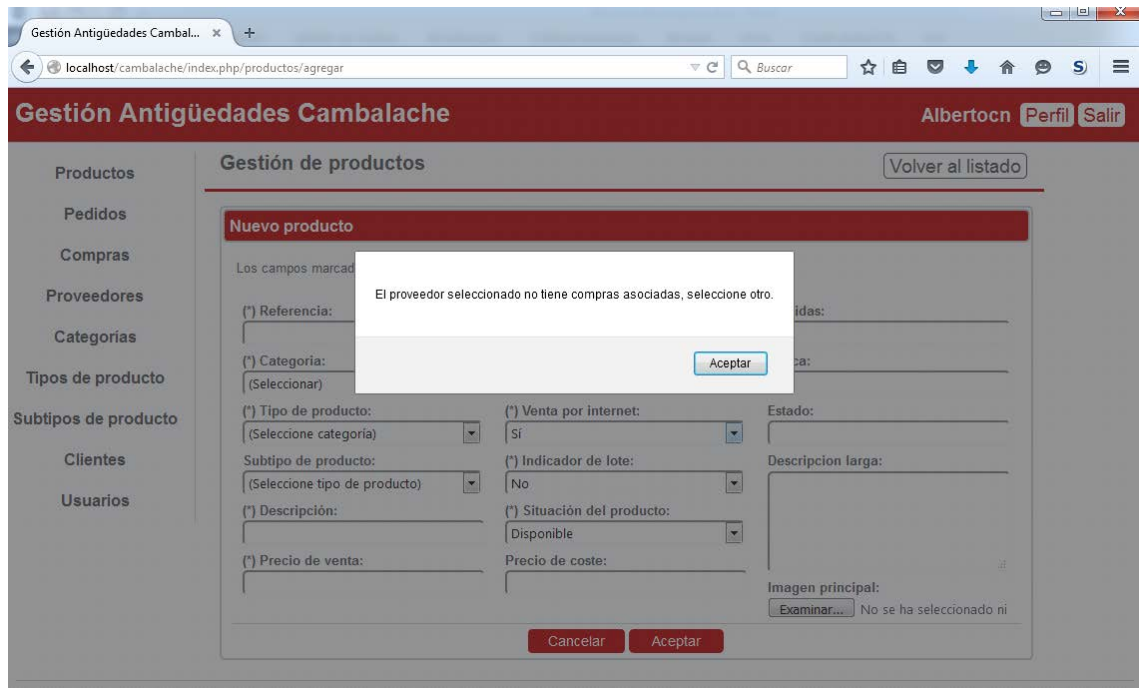 Gestión Antigüedades Cambal... × +
localhost/cambalache/index.php/productos/agregar
Buscar
Gestión Antigüedades Cambalache
Albertocn Perfil Salir
Productos
Pedidos
Compras
Proveedores
Categorías
Tipos de producto
Subtipos de producto
Clientes
Usuarios
Gestión de productos
Volver al listado
Nuevo producto
Los campos marcad
El proveedor seleccionado no tiene compras asociadas, seleccione otro.
Aceptar
(*) Referencia:
idas:
(*) Categoria:
(Seleccionar)
ca:
(*) Tipo de producto:
(Seleccione categoría)
(*) Venta por internet:
Sí
Estado:
Subtipo de producto:
(Seleccione tipo de producto)
(*) Indicador de lote:
No
Descripcion larga:
(*) Descripción:
(*) Situación del producto:
Disponible
(*) Precio de venta:
Precio de coste:
Imagen principal:
Examinar... No se ha seleccionado ni
Cancelar
Aceptar